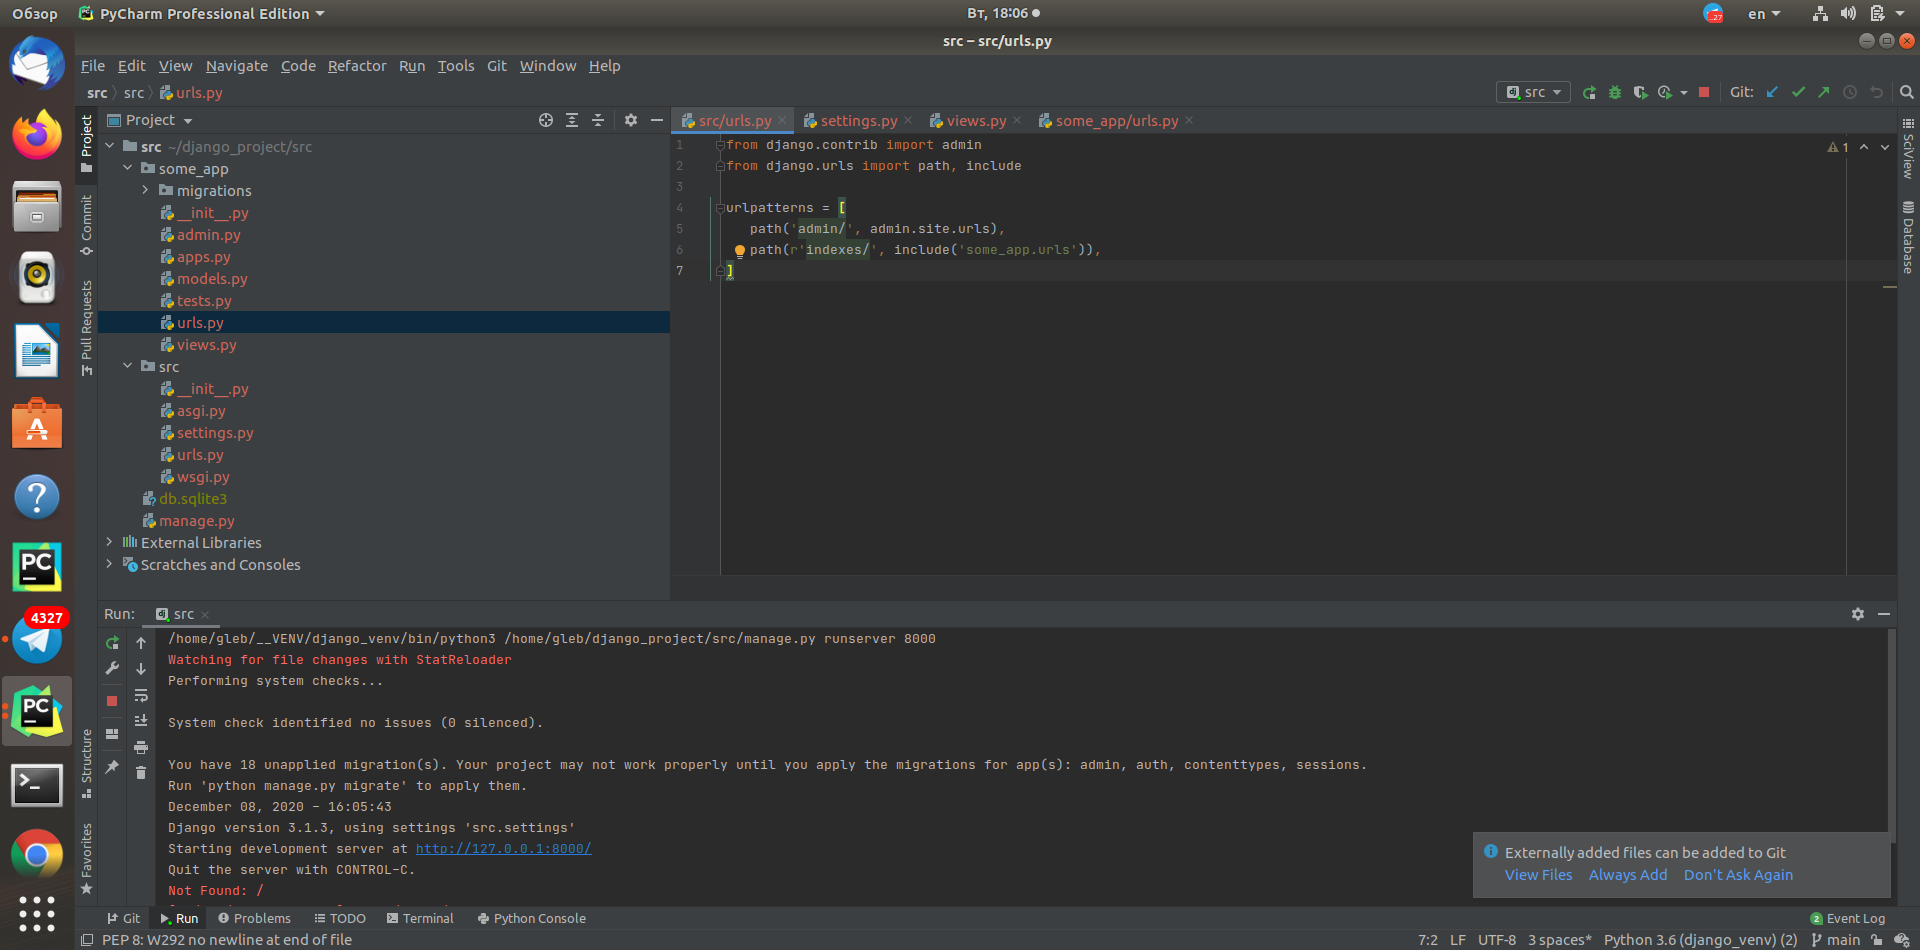 Обзор
PyCharm Professional Edition
Вт, 18:06
27
en
src – src/urls.py
File Edit View Navigate Code Refactor Run Tools Git Window Help
src src urls.py
src
Git:
Project
src/urls.py settings.py views.py some_app/urls.py
Project
Commit
Pull Requests
Structure
Favorites
src ~/django_project/src
some_app
migrations
__init__.py
admin.py
apps.py
models.py
tests.py
urls.py
views.py
src
__init__.py
asgi.py
settings.py
urls.py
wsgi.py
db.sqlite3
manage.py
External Libraries
Scratches and Consoles
1 from django.contrib import admin
2 from django.urls import path, include
3
4 urlpatterns = [
5 path('admin/', admin.site.urls),
6 path(r'indexes/', include('some_app.urls')),
7 ]
1
SciView
Database
PC
4327
PC
Run: src
/home/gleb/__VENV/django_venv/bin/python3 /home/gleb/django_project/src/manage.py runserver 8000
Watching for file changes with StatReloader
Performing system checks...
System check identified no issues (0 silenced).
You have 18 unapplied migration(s). Your project may not work properly until you apply the migrations for app(s): admin, auth, contenttypes, sessions.
Run 'python manage.py migrate' to apply them.
December 08, 2020 - 16:05:43
Django version 3.1.3, using settings 'src.settings'
Starting development server at http://127.0.0.1:8000/
Quit the server with CONTROL-C.
Not Found: /
Externally added files can be added to Git
View Files Always Add Don't Ask Again
Git Run Problems TODO Terminal Python Console
2 Event Log
PEP 8: W292 no newline at end of file
7:2 LF UTF-8 3 spaces* Python 3.6 (django_venv) (2) main